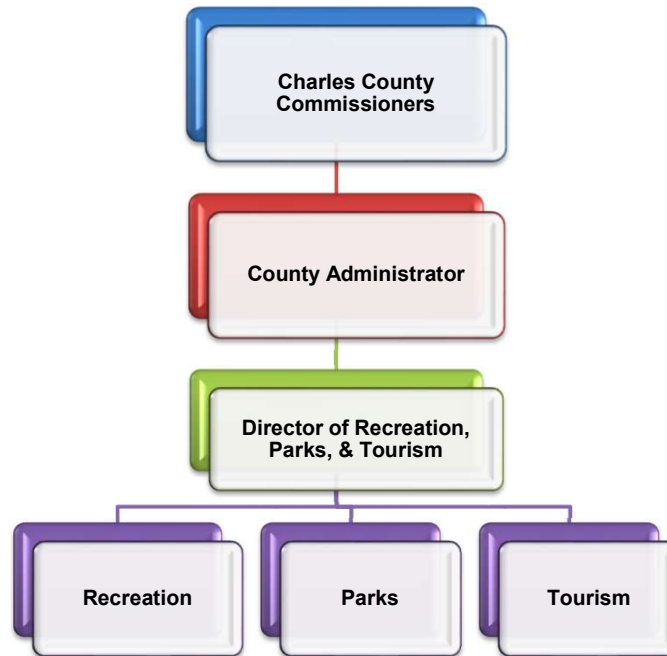 Charles County
Commissioners
County Administrator
Director of Recreation,
Parks, & Tourism
Recreation
Parks
Tourism